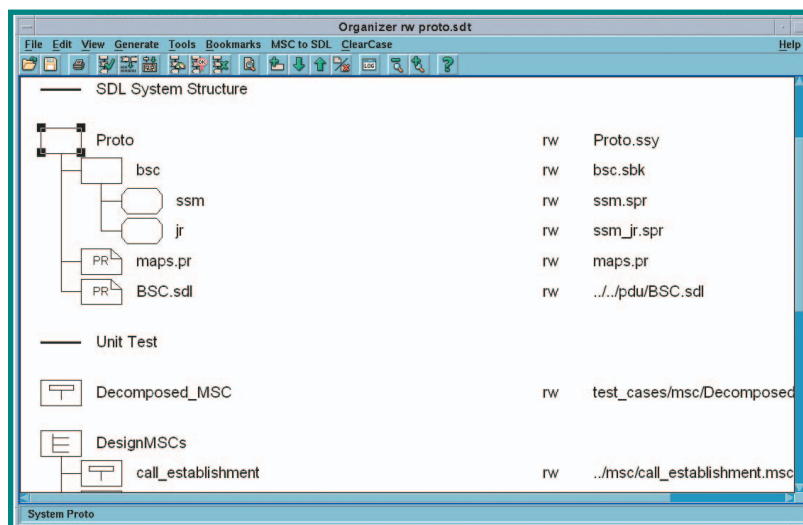 Organizer rw proto.sdt
File Edit View Generate Tools Bookmarks MSC to SDL ClearCase Help
LOG
SDL System Structure
Proto rw Proto.ssy
bsc rw bsc.sbk
ssm rw ssm.spr
jr rw ssm_jr.spr
PR maps.pr rw maps.pr
PR BSC.sdl rw ../../pdu/BSC.sdl
Unit Test
Decomposed_MSC rw test_cases/msc/Decomposed
DesignMSCs
call_establishment rw ../msc/call_establishment.msc
System Proto